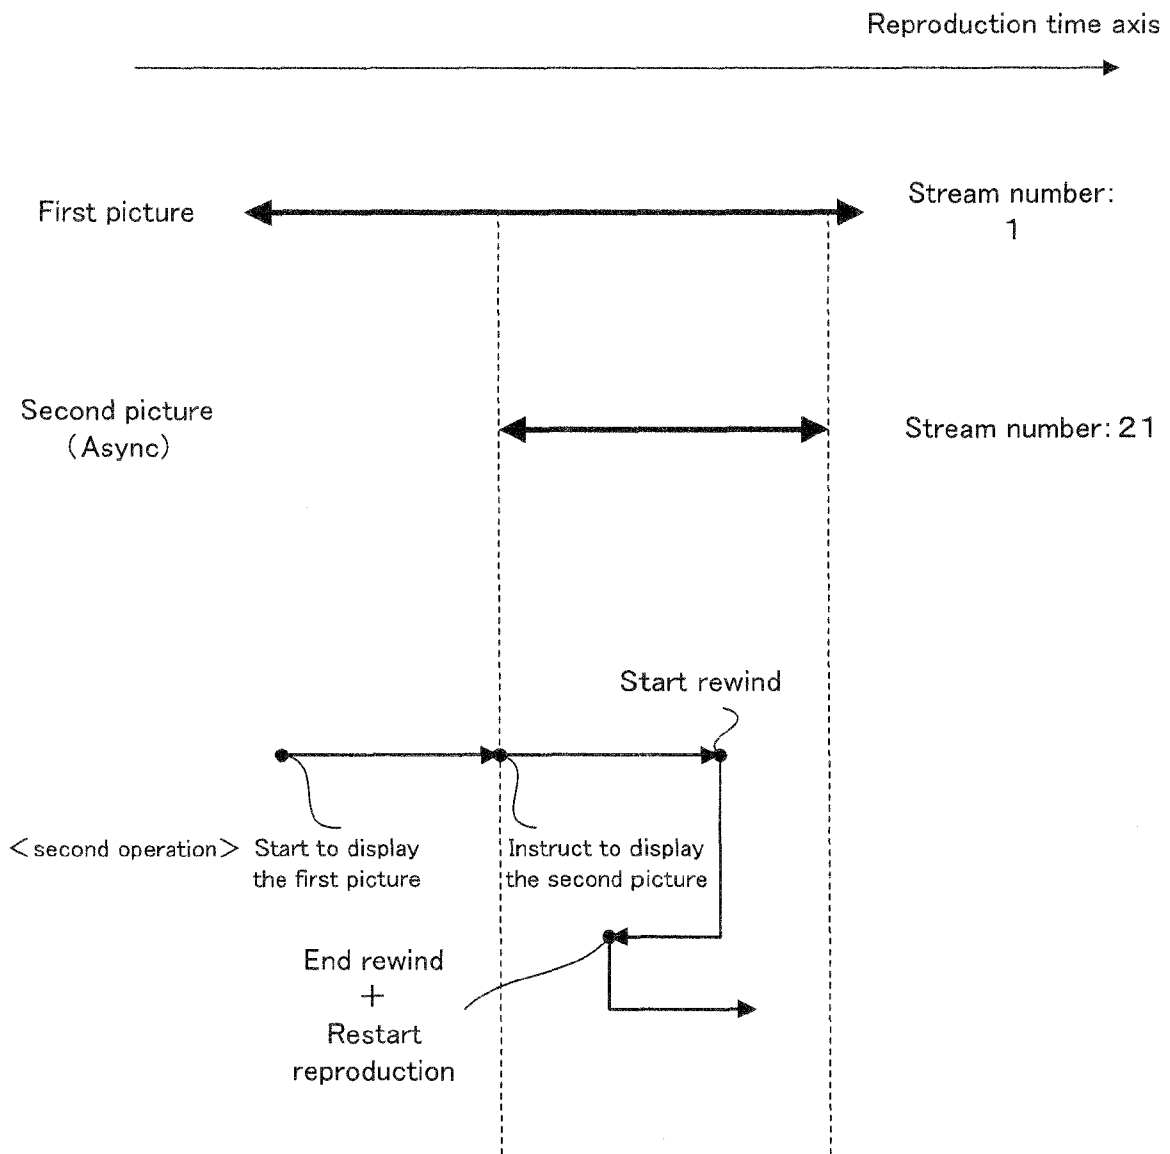 Reproduction time axis
First picture
Stream number:
1
Second picture
(Async)
Stream number: 21
Start rewind
<second operation>
Start to display
the first picture
Instruct to display
the second picture
End rewind
+
Restart
reproduction